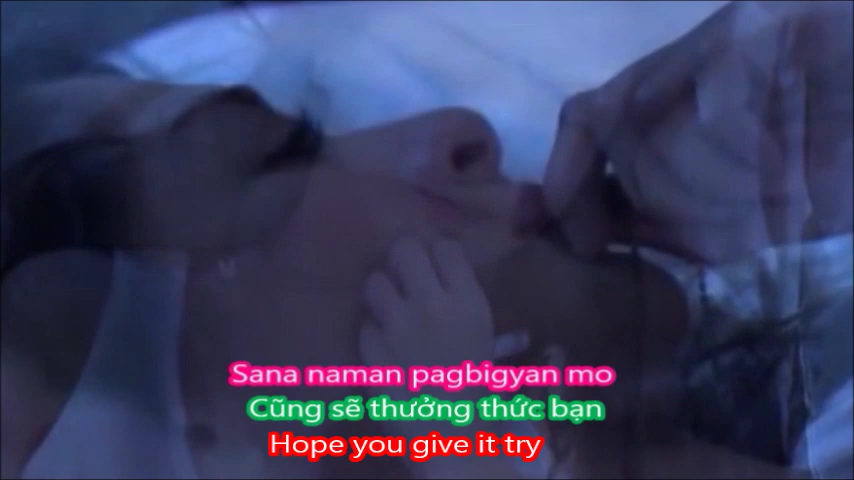 Sana naman pagbigyan mo
Cũng sẽ thưởng thức bạn
Hope you give it try